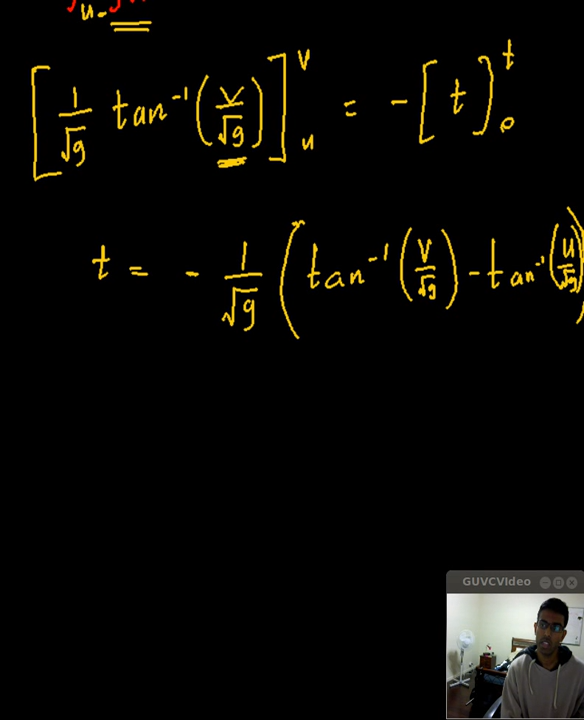 u-
[1/√g tan⁻¹(v/√g)]ᵥᵤ = -[t]ᵗ₀
t = - 1/√g (tan⁻¹(v/√g) - tan⁻¹(u/√g))
GUVCVIdeo